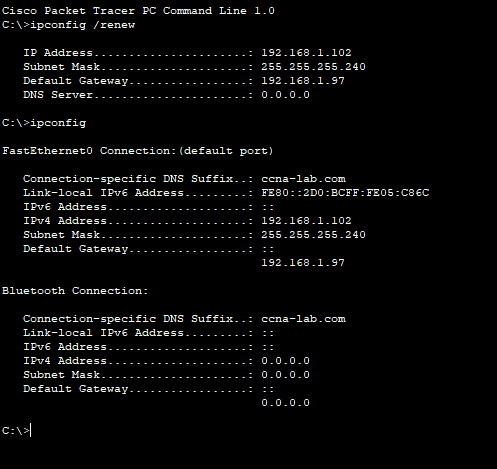 Cisco Packet Tracer PC Command Line 1.0
C:\>ipconfig /renew
IP Address......................: 192.168.1.102
Subnet Mask.....................: 255.255.255.240
Default Gateway.................: 192.168.1.97
DNS Server......................: 0.0.0.0
C:\>ipconfig
FastEthernet0 Connection:(default port)
Connection-specific DNS Suffix..: ccna-lab.com
Link-local IPv6 Address.........: FE80::2D0:BCFF:FE05:C86C
IPv6 Address....................: ::
IPv4 Address....................: 192.168.1.102
Subnet Mask.....................: 255.255.255.240
Default Gateway.................: ::
192.168.1.97
Bluetooth Connection:
Connection-specific DNS Suffix..: ccna-lab.com
Link-local IPv6 Address.........: ::
IPv6 Address....................: ::
IPv4 Address....................: 0.0.0.0
Subnet Mask.....................: 0.0.0.0
Default Gateway.................: ::
0.0.0.0
C:\>